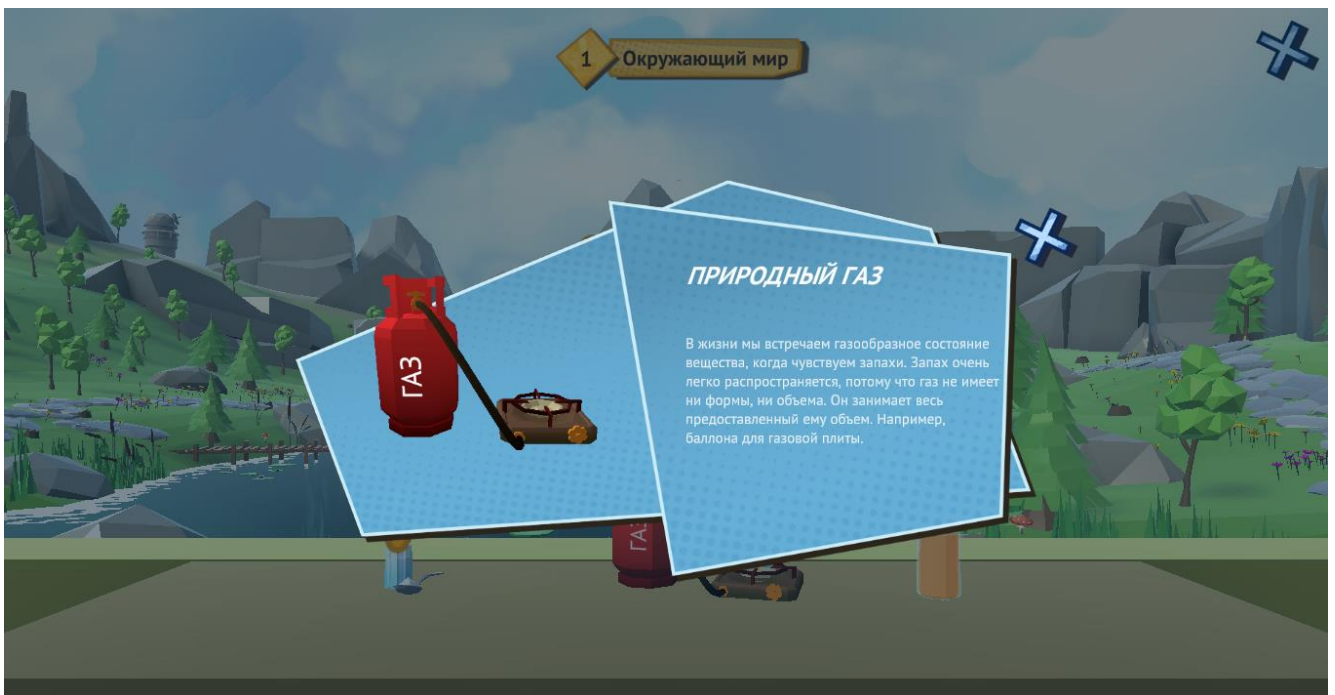 1
Окружающий мир
ПРИРОДНЫЙ ГАЗ
В жизни мы встречаем газообразное состояние
вещества, когда чувствуем запахи. Запах очень
легко распространяется, потому что газ не имеет
ни формы, ни объема. Он занимает весь
предоставленный ему объем. Например,
баллона для газовой плиты.
ГАЗ
ГА